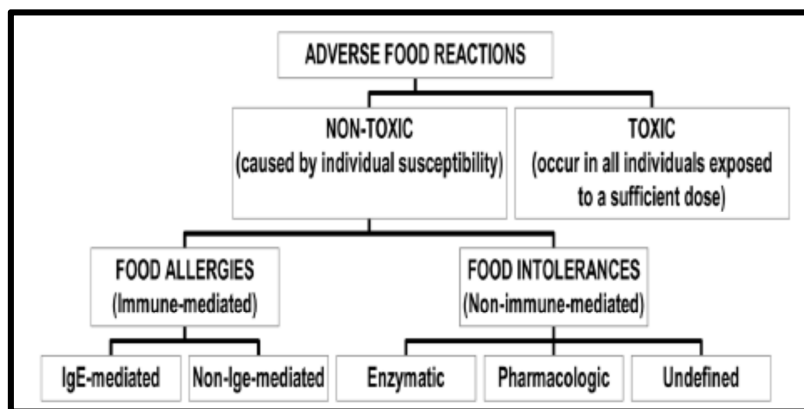 ADVERSE FOOD REACTIONS
NON-TOXIC
(caused by individual susceptibility)
TOXIC
(occur in all individuals exposed
to a sufficient dose)
FOOD ALLERGIES
(Immune-mediated)
FOOD INTOLERANCES
(Non-immune-mediated)
IgE-mediated
Non-Ige-mediated
Enzymatic
Pharmacologic
Undefined